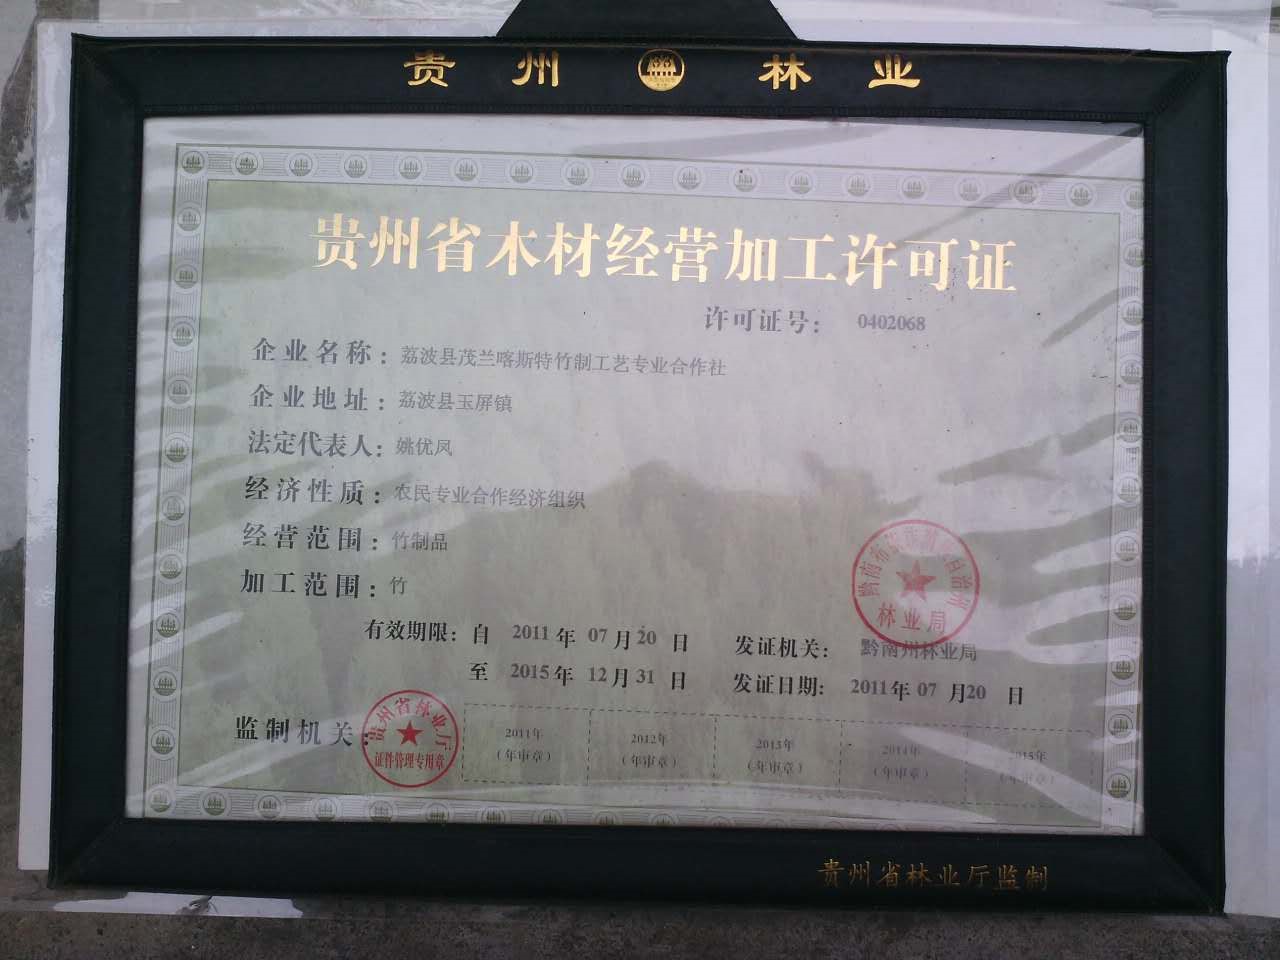 贵州 林业
贵州省木材经营加工许可证
许可证号： 0402068
企业名称：荔波县茂兰喀斯特竹制工艺专业合作社
企业地址：荔波县玉屏镇
法定代表人：姚优凤
经济性质：农民专业合作经济组织
经营范围：竹制品
加工范围：竹
有效期限：自 2011 年 07 月 20 日
至 2015 年 12 月 31 日
发证机关： 黔南州林业局
发证日期： 2011 年 07 月 20 日
林业局
监制机关：
贵州省林业厅
证件管理专用章
2011年 2012年 2013年 2014年 2015年
（年审章） （年审章） （年审章） （年审章） （年审章）
贵州省林业厅监制